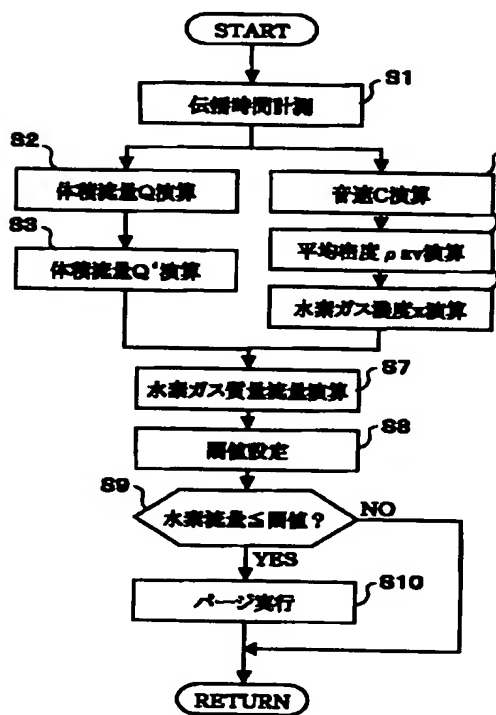 START
S1
伝播時間計測
S2
体積流量Q演算
音速C演算
S3
体積流量Q'演算
平均密度ρav演算
水素ガス濃度x演算
S7
水素ガス質量流量演算
S8
閾値設定
S9
水素流量≦閾値?
NO
YES
S10
パージ実行
RETURN